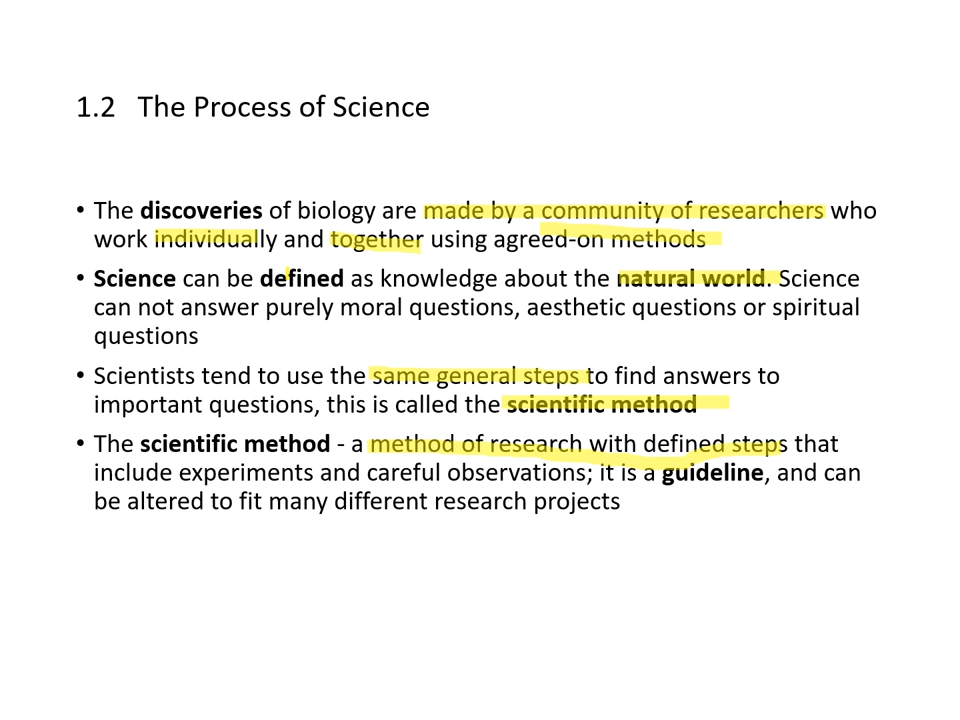 1.2 The Process of Science
• The discoveries of biology are made by a community of researchers who
work individually and together using agreed-on methods
• Science can be defined as knowledge about the natural world. Science
can not answer purely moral questions, aesthetic questions or spiritual
questions
• Scientists tend to use the same general steps to find answers to
important questions, this is called the scientific method
• The scientific method - a method of research with defined steps that
include experiments and careful observations; it is a guideline, and can
be altered to fit many different research projects